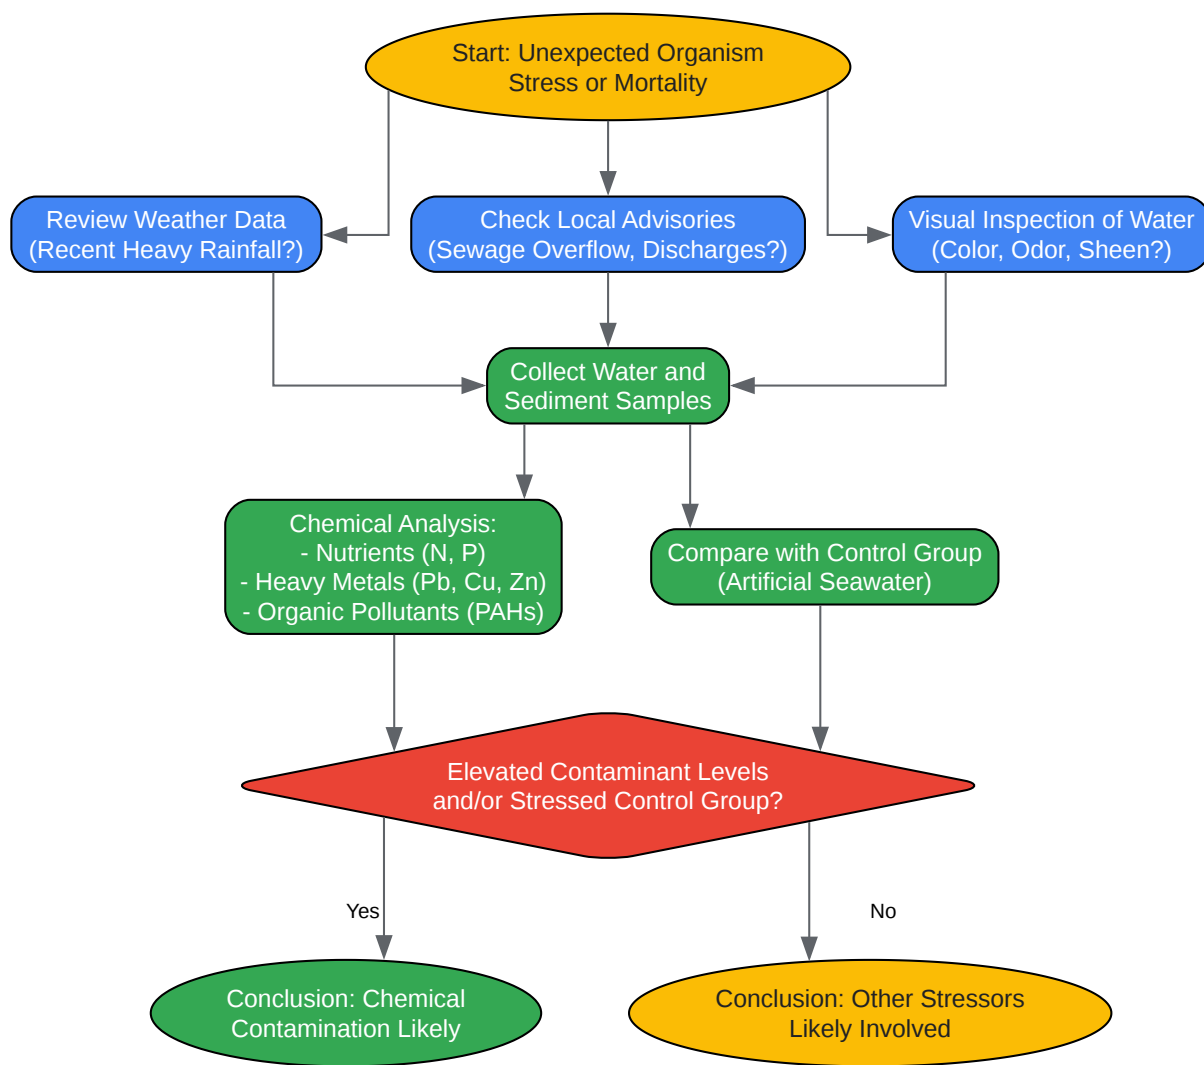 Start: Unexpected Organism
Stress or Mortality
Review Weather Data
(Recent Heavy Rainfall?)
Check Local Advisories
(Sewage Overflow, Discharges?)
Visual Inspection of Water
(Color, Odor, Sheen?)
Collect Water and
Sediment Samples
Chemical Analysis:
- Nutrients (N, P)
- Heavy Metals (Pb, Cu, Zn)
- Organic Pollutants (PAHs)
Compare with Control Group
(Artificial Seawater)
Elevated Contaminant Levels
and/or Stressed Control Group?
Yes
No
Conclusion: Chemical
Contamination Likely
Conclusion: Other Stressors
Likely Involved